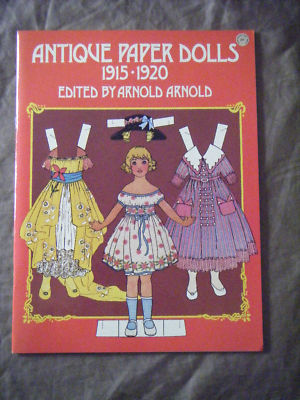 ANTIQUE PAPER DOLLS
1915·1920
EDITED BY ARNOLD ARNOLD